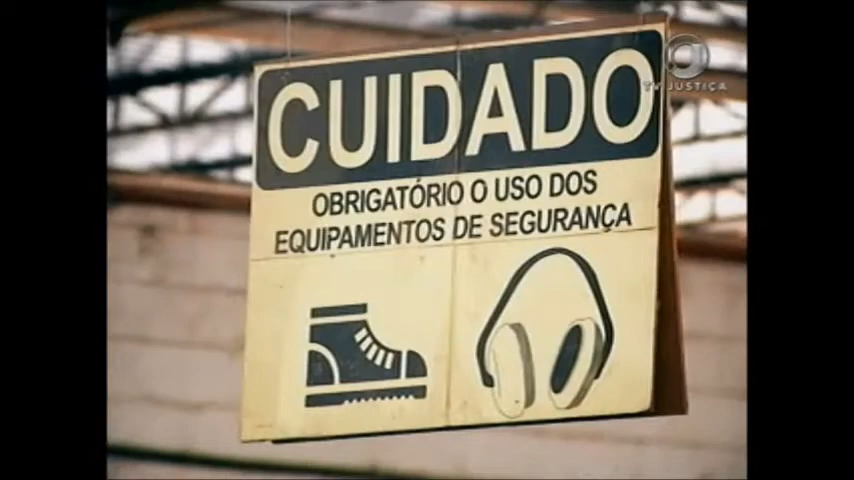 CUIDADO
OBRIGATÓRIO O USO DOS
EQUIPAMENTOS DE SEGURANÇA
TV JUSTIÇA